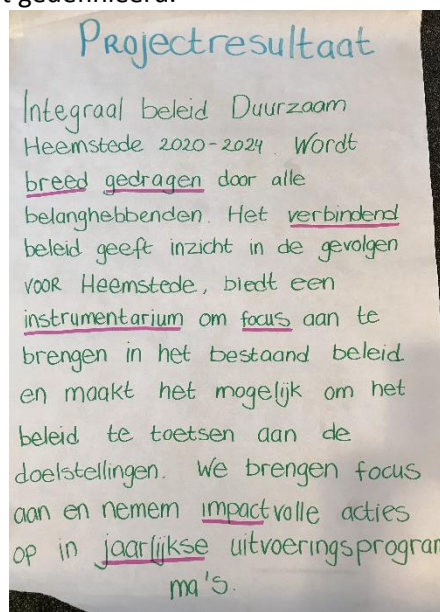 Projectresultaat
Integraal beleid Duurzaam
Heemstede 2020-2024 Wordt
breed gedragen door alle
belanghebbenden. Het verbindend
beleid geeft inzicht in de gevolgen
voor Heemstede, biedt een
instrumentarium om focus aan te
brengen in het bestaand beleid
en maakt het mogelijk om het
beleid te toetsen aan de
doelstellingen. We brengen focus
aan en nemem impactvolle acties
op in jaarlijkse uitvoeringsprogram
ma's.